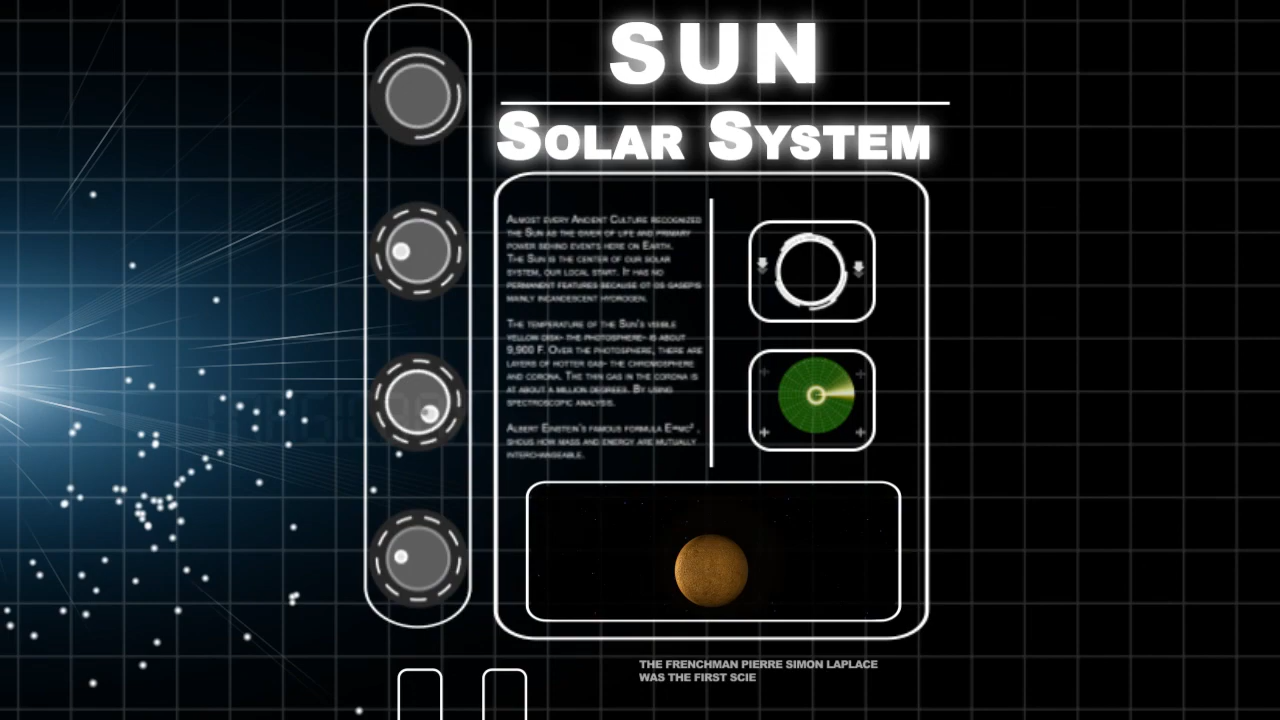 SUN
SOLAR SYSTEM
ALMOST EVERY ANCIENT CULTURE RECOGNIZED
THE SUN AS THE GIVER OF LIFE AND PRIMARY
POWER BEHIND EVENTS HERE ON EARTH.
THE SUN IS THE CENTER OF OUR SOLAR
SYSTEM, OUR LOCAL START. IT HAS NO
PERMANENT FEATURES BECAUSE OT OS GASEPIS
MAINLY INCANDESCENT HYDROGEN.
THE TEMPERATURE OF THE SUN'S VISIBLE
YELLOW DISK- THE PHOTOSPHERE- IS ABOUT
9,900 F. OVER THE PHOTOSPHERE, THERE ARE
LAYERS OF HOTTER GAS- THE CHROMOSPHERE
AND CORONA. THE THIN GAS IN THE CORONA IS
AT ABOUT A MILLION DEGREES. BY USING
SPECTROSCOPIC ANALYSIS.
ALBERT EINSTEIN'S FAMOUS FORMULA E=MC²,
SHOUS HOW MASS AND ENERGY ARE MUTUALLY
INTERCHANGEABLE.
THE FRENCHMAN PIERRE SIMON LAPLACE
WAS THE FIRST SCIE